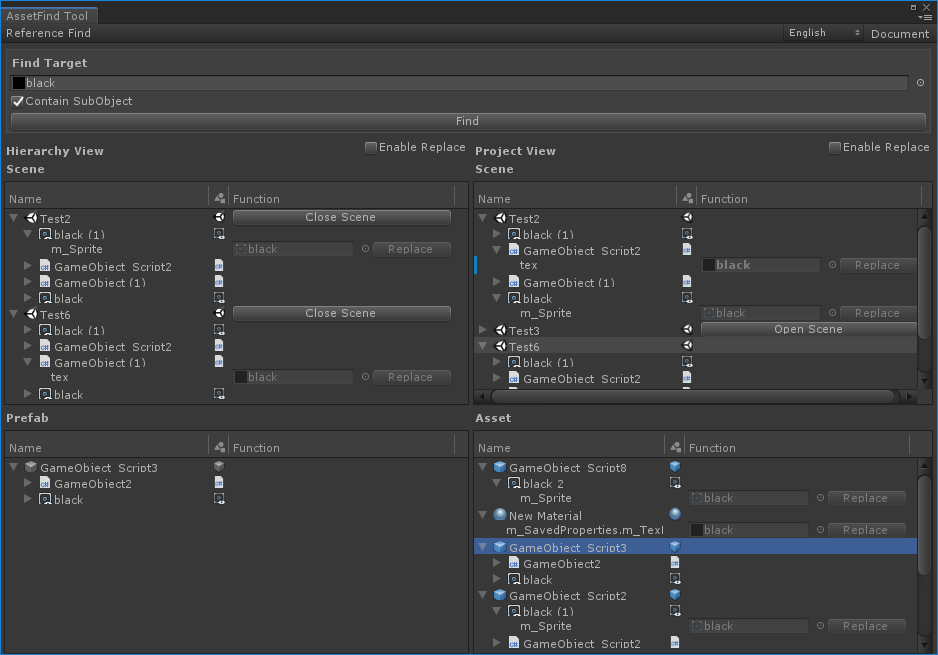 AssetFind Tool
Reference Find English Document
Find Target
black
Contain SubObject
Find
Hierarchy View Enable Replace
Scene
Name Function
Test2 Close Scene
black (1)
m_Sprite black Replace
GameObject_Script2
GameObject (1)
black
Test6 Close Scene
black (1)
GameObject_Script2
GameObject (1)
tex black Replace
black
Project View Enable Replace
Scene
Name Function
Test2
black (1)
GameObject_Script2
tex black Replace
GameObject (1)
black
m_Sprite black Replace
Test3 Open Scene
Test6
black (1)
GameObject_Script2
Prefab
Name Function
GameObject_Script3
GameObject2
black
Asset
Name Function
GameObject_Script8
black_2
m_Sprite black Replace
New Material
m_SavedProperties.m_Texl black Replace
GameObject_Script3
GameObject2
black
GameObject_Script2
black (1)
m_Sprite black Replace
GameObject_Script2